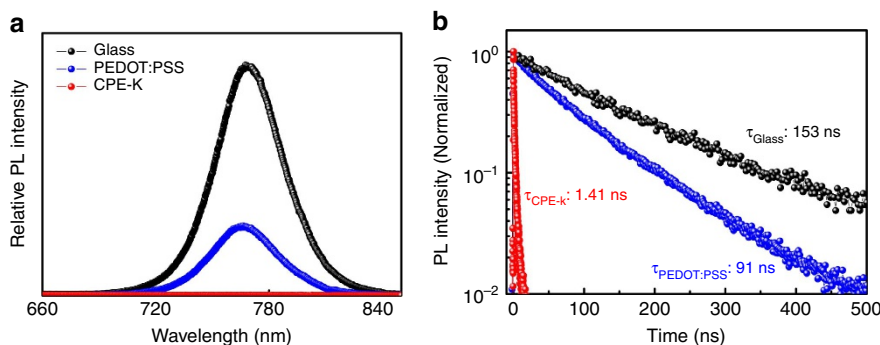 a
Glass
PEDOT:PSS
CPE-K
Relative PL intensity
660
720
780
840
Wavelength (nm)
b
10⁰
10⁻¹
10⁻²
PL intensity (Normalized)
τGlass: 153 ns
τCPE-k: 1.41 ns
τPEDOT:PSS: 91 ns
0
100
200
300
400
500
Time (ns)